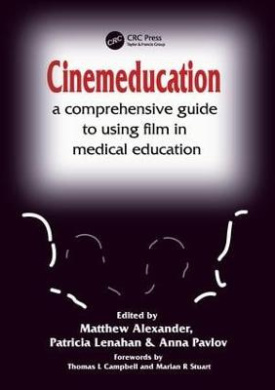 CRC
CRC Press
Taylor & Francis Group
Cinemeducation
a comprehensive guide
to using film in
medical education
Edited by
Matthew Alexander,
Patricia Lenahan & Anna Pavlov
Forewords by
Thomas L Campbell and Marian R Stuart